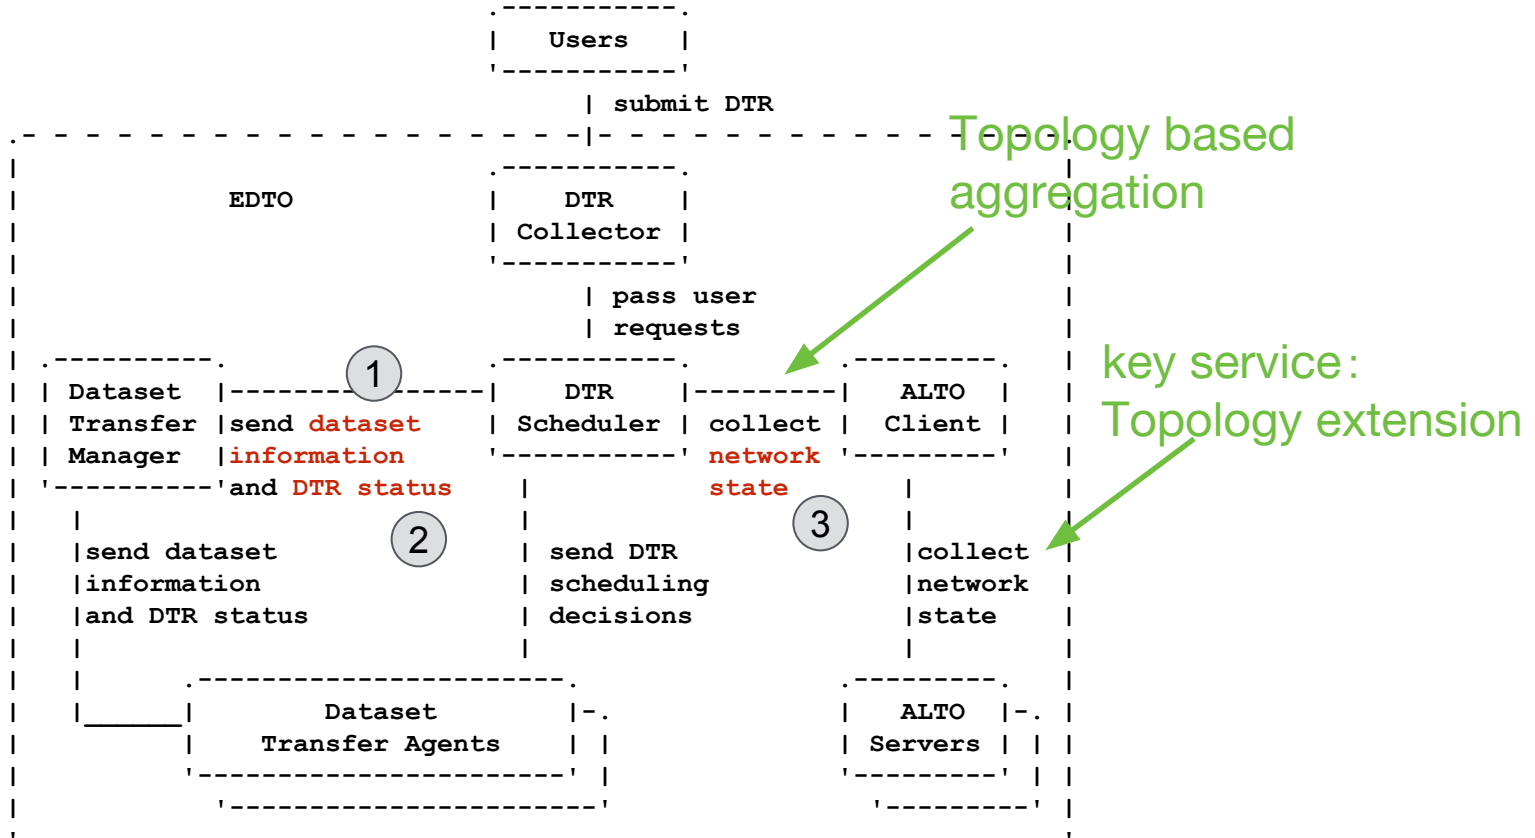 Users
submit DTR
Topology based
aggregation
EDTO
DTR
Collector
pass user
requests
1
key service:
Topology extension
Dataset
Transfer
Manager
send dataset
information
and DTR status
DTR
Scheduler
collect
network
state
ALTO
Client
2
3
send dataset
information
and DTR status
send DTR
scheduling
decisions
collect
network
state
Dataset
Transfer Agents
ALTO
Servers